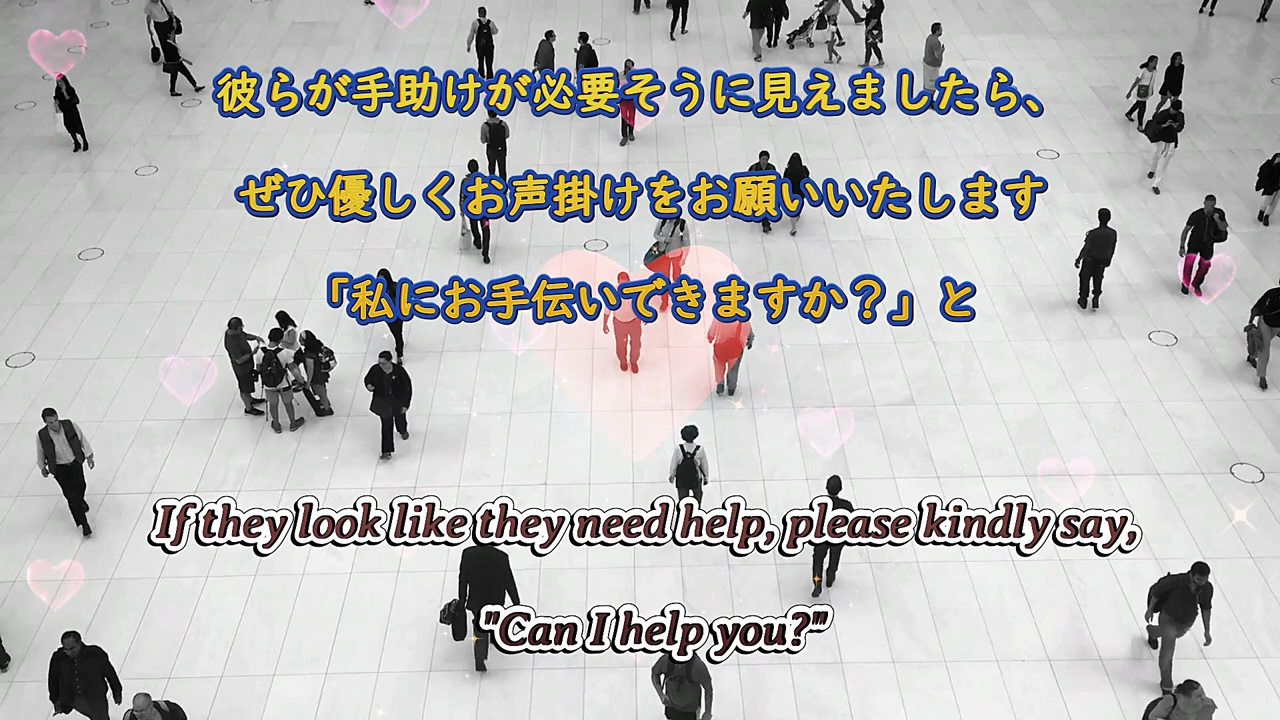 彼らが手助けが必要そうに見えましたら、
ぜひ優しくお声掛けをお願いいたします
「私にお手伝いできますか？」と
If they look like they need help, please kindly say,
"Can I help you?"